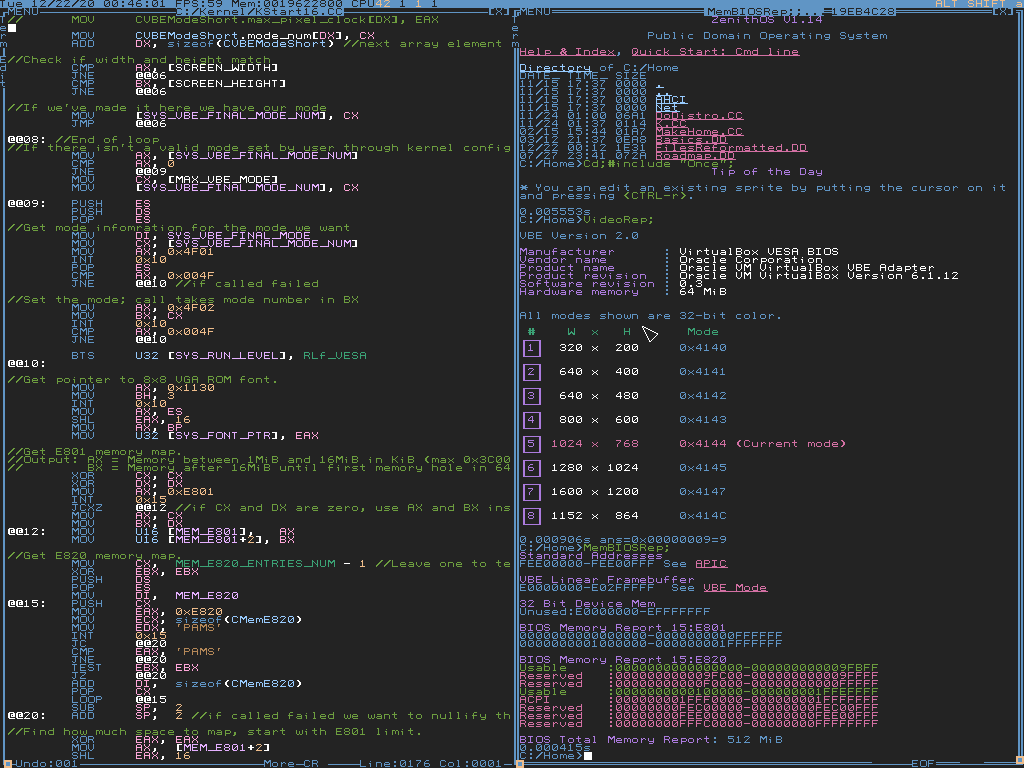 Tue 12/22/20 00:46:01 FPS:59 Mem:0019622800 CPU42 1 1 1
ALT SHIFT
MENU C:/Kernel/KStart16.CC [X]
// MOV CVBEModeShort.max_pixel_clock[DX], EAX
MOV CVBEModeShort.mode_num[DX], CX
ADD DX, sizeof(CVBEModeShort) //next array element
//Check if width and height match
CMP AX, [SCREEN_WIDTH]
JNE @@06
CMP BX, [SCREEN_HEIGHT]
JNE @@06
//If we've made it here we have our mode
MOV [SYS_VBE_FINAL_MODE_NUM], CX
JMP @@06
@@08: //End of loop
//If there isn't a valid mode set by user through kernel config
MOV AX, [SYS_VBE_FINAL_MODE_NUM]
CMP AX, 0
JNE @@09
MOV CX, [MAX_VBE_MODE]
MOV [SYS_VBE_FINAL_MODE_NUM], CX
@@09: PUSH ES
PUSH DS
POP ES
//Get mode infomration for the mode we want
MOV DI, SYS_VBE_FINAL_MODE
MOV CX, [SYS_VBE_FINAL_MODE_NUM]
MOV AX, 0x4F01
INT 0x10
POP ES
CMP AX, 0x004F
JNE @@10 //if called failed
//Set the mode; call takes mode number in BX
MOV AX, 0x4F02
MOV BX, CX
INT 0x10
CMP AX, 0x004F
JNE @@10
BTS U32 [SYS_RUN_LEVEL], RLf_VESA
@@10:
//Get pointer to 8x8 VGA ROM font.
MOV AX, 0x1130
MOV BH, 3
INT 0x10
MOV AX, ES
SHL EAX, 16
MOV AX, BP
MOV U32 [SYS_FONT_PTR], EAX
//Get E801 memory map.
//Output: AX = Memory between 1MiB and 16MiB in KiB (max 0x3C00
// BX = Memory after 16MiB until first memory hole in 64
XOR CX, CX
XOR DX, DX
MOV AX, 0xE801
INT 0x15
JCXZ @@12 //if CX and DX are zero, use AX and BX ins
MOV AX, CX
MOV BX, DX
@@12: MOV U16 [MEM_E801], AX
MOV U16 [MEM_E801+2], BX
//Get E820 memory map.
MOV CX, MEM_E820_ENTRIES_NUM - 1 //Leave one to te
XOR EBX, EBX
PUSH DS
POP ES
MOV DI, MEM_E820
@@15: PUSH CX
MOV EAX, 0xE820
MOV ECX, sizeof(CMemE820)
MOV EDX, 'PAMS'
INT 0x15
JC @@20
CMP EAX, 'PAMS'
JNE @@20
TEST EBX, EBX
JZ @@20
ADD DI, sizeof(CMemE820)
POP CX
LOOP @@15
SUB SP, 2
@@20: ADD SP, 2 //if called failed we want to nullify th
//Find how much space to map, start with E801 limit.
XOR EAX, EAX
MOV AX, [MEM_E801+2]
SHL EAX, 16
Undo:001 More-CR Line:0176 Col:0001
MENU MemBIOSRep;... 19EB4C28 [X]
ZenithOS V1.14
Public Domain Operating System
Help & Index, Quick Start: Cmd line
Directory of C:/Home
DATE_ TIME_ SIZE
11/15 17:37 0000 .
11/15 17:37 0000 ..
11/15 17:37 0000 AHCI
11/15 17:37 0000 Net
11/24 01:00 06A1 DoDistro.CC
11/24 01:37 0114 K.CC
02/15 15:44 01A7 MakeHome.CC
03/12 21:37 0EA8 Basics.DD
12/22 00:12 1E31 FilesReformatted.DD
07/27 23:41 072A Roadmap.DD
C:/Home>Cd;#include "Once";
Tip of the Day
* You can edit an existing sprite by putting the cursor on it
and pressing <CTRL-r>.
0.005553s
C:/Home>VideoRep;
VBE Version 2.0
Manufacturer : VirtualBox VESA BIOS
Vendor name : Oracle Corporation
Product name : Oracle VM VirtualBox VBE Adapter
Product revision : Oracle VM VirtualBox Version 6.1.12
Software revision : 0.3
Hardware memory : 64 MiB
All modes shown are 32-bit color.
# W x H Mode
1 320 x 200 0x4140
2 640 x 400 0x4141
3 640 x 480 0x4142
4 800 x 600 0x4143
5 1024 x 768 0x4144 (Current mode)
6 1280 x 1024 0x4145
7 1600 x 1200 0x4147
8 1152 x 864 0x414C
0.000906s ans=0x00000009=9
C:/Home>MemBIOSRep;
Standard Addresses
FEE00000-FEE00FFF See APIC
VBE Linear Framebuffer
E0000000-E02FFFFF See VBE Mode
32 Bit Device Mem
Unused:E0000000-EFFFFFFF
BIOS Memory Report 15:E801
0000000000000000-0000000000FFFFFF
0000000001000000-000000001FFFFFFF
BIOS Memory Report 15:E820
Usable :0000000000000000-000000000009FBFF
Reserved :000000000009FC00-000000000009FFFF
Reserved :00000000000F0000-00000000000FFFFF
Usable :0000000000100000-000000001FFEFFFF
ACPI :000000001FFF0000-000000001FFFFFFF
Reserved :00000000FEC00000-00000000FEC00FFF
Reserved :00000000FEE00000-00000000FEE00FFF
Reserved :00000000FFFC0000-00000000FFFFFFFF
BIOS Total Memory Report: 512 MiB
0.000415s
C:/Home>
EOF